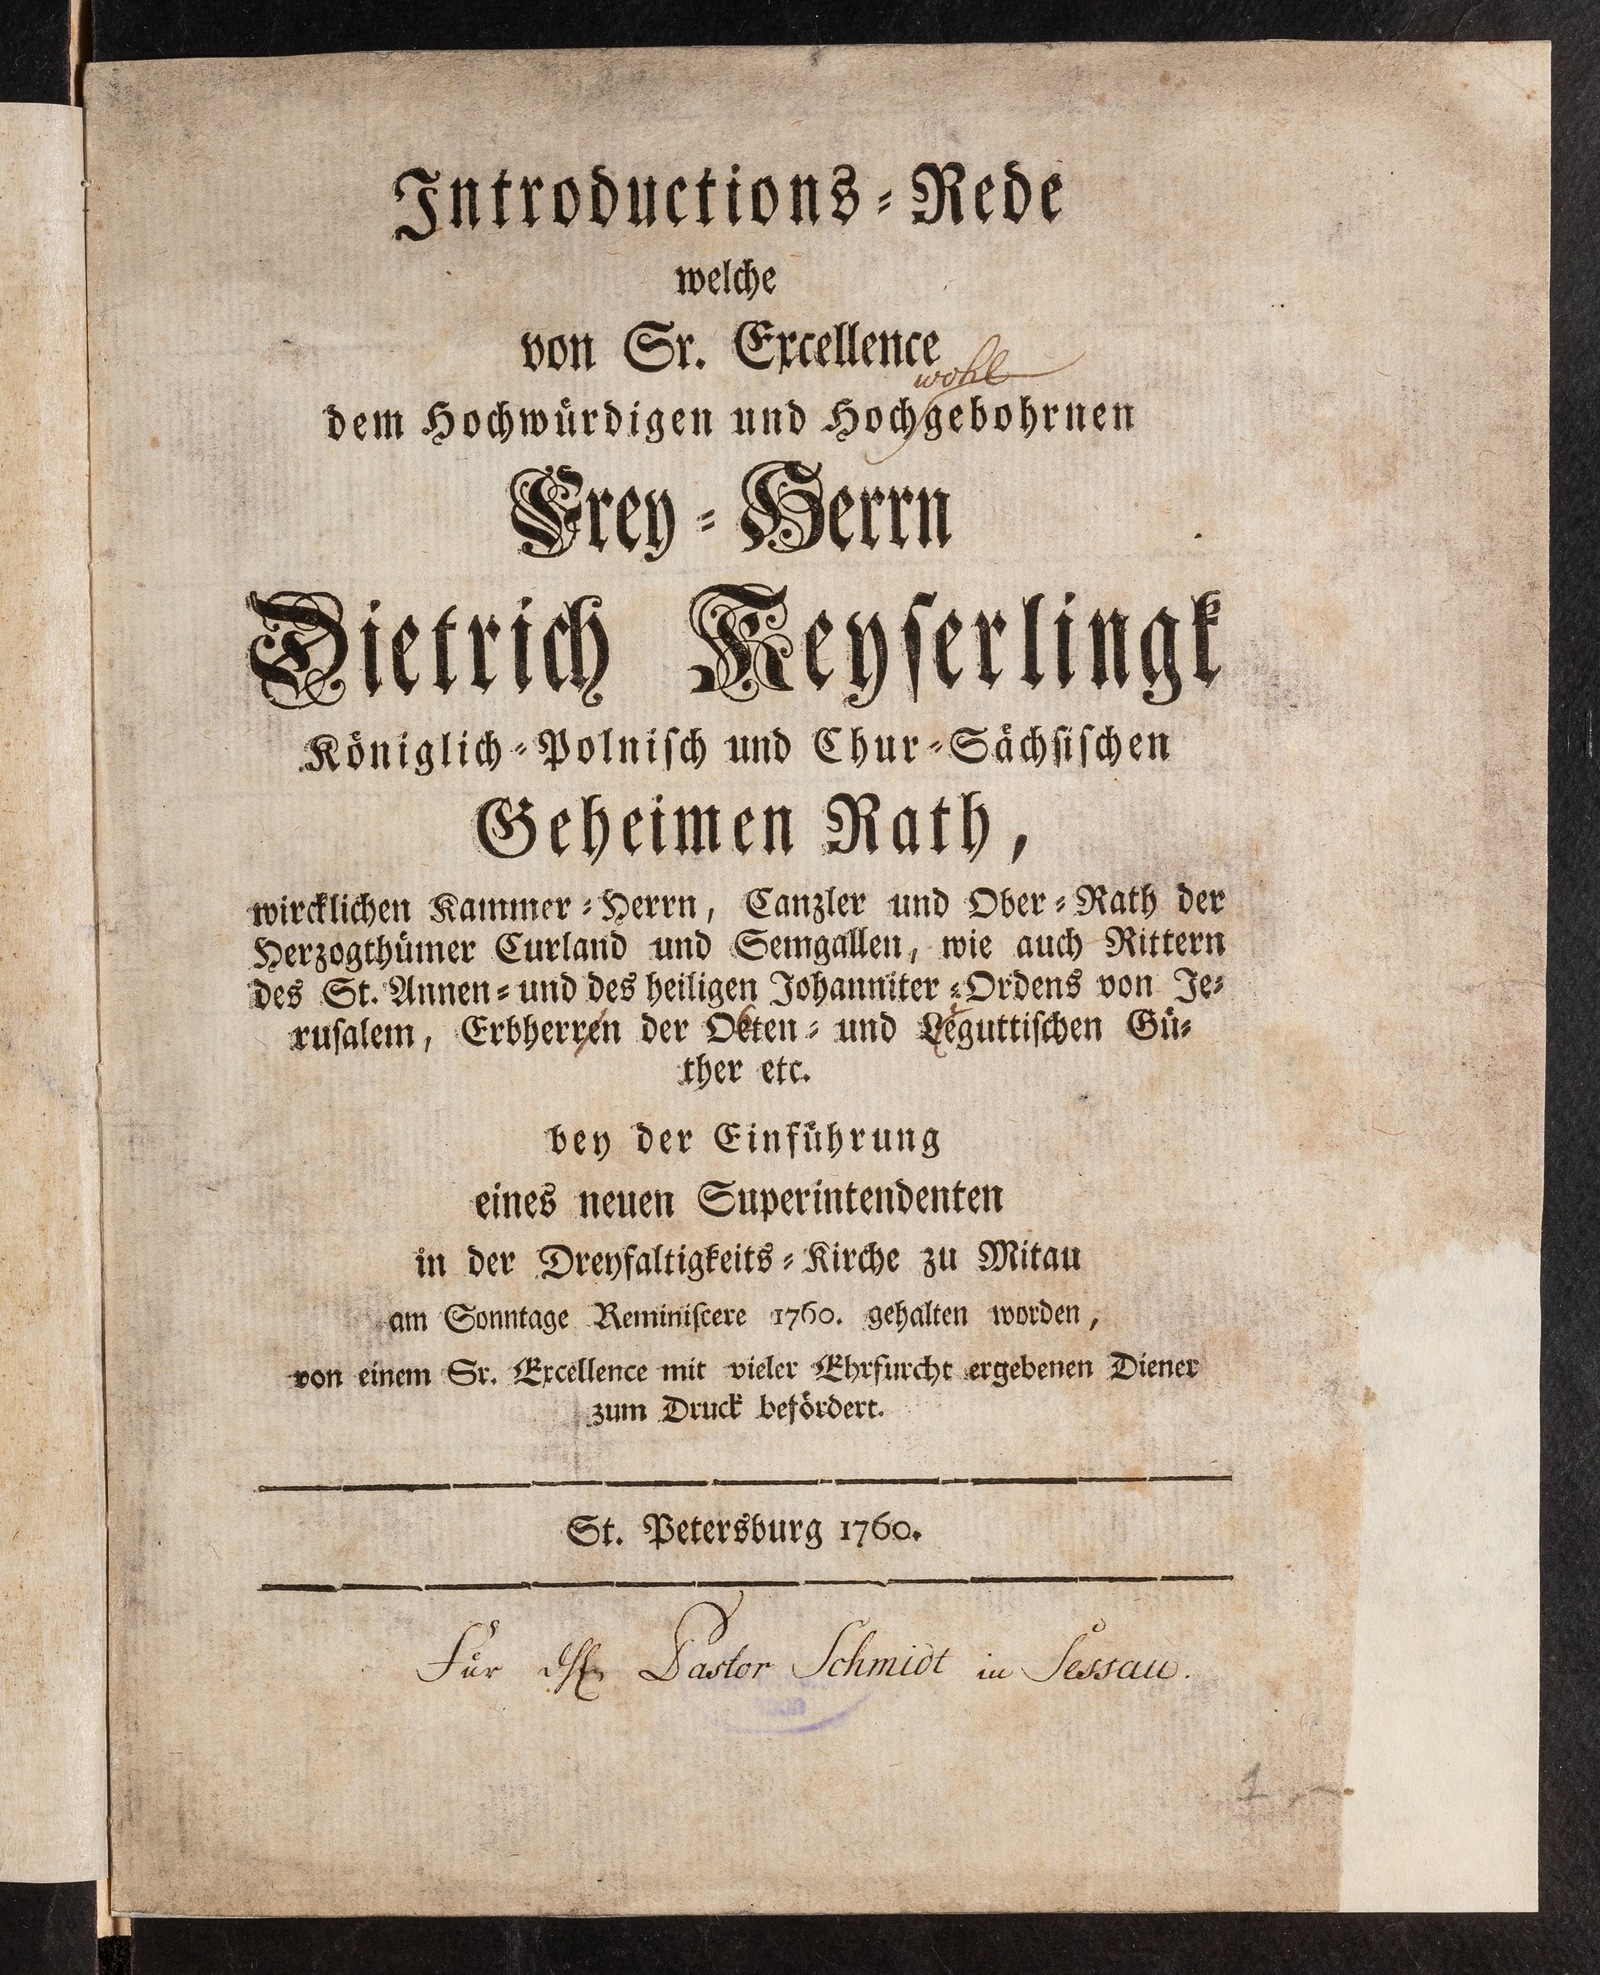 Introductions-Rede
welche
von Sr. Excellence
wohl
dem Hochwürdigen und Hochgebohrnen
Frey-Herrn
Dietrich Keyserlingk
Königlich-Polnisch und Chur-Sächsischen
Geheimen Rath,
wircklichen Kammer-Herrn, Canzler und Ober-Rath der
Herzogthümer Curland und Semgallen, wie auch Rittern
des St. Annen- und des heiligen Johanniter-Ordens von Je-
rusalem, Erbherren der Okten- und Leguttischen Gü-
ther etc.
bey der Einführung
eines neuen Superintendenten
in der Dreyfaltigkeits-Kirche zu Mitau
am Sonntage Reminiscere 1760. gehalten worden,
von einem Sr. Excellence mit vieler Ehrfurcht ergebenen Diener
zum Druck befördert.
St. Petersburg 1760.
Für Pastor Schmidt in Sessau.
1